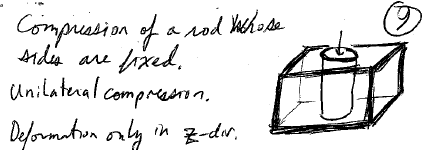 Compression of a rod whose
sides are fixed.
Unilateral compression.
Deformation only in z-dir.
9